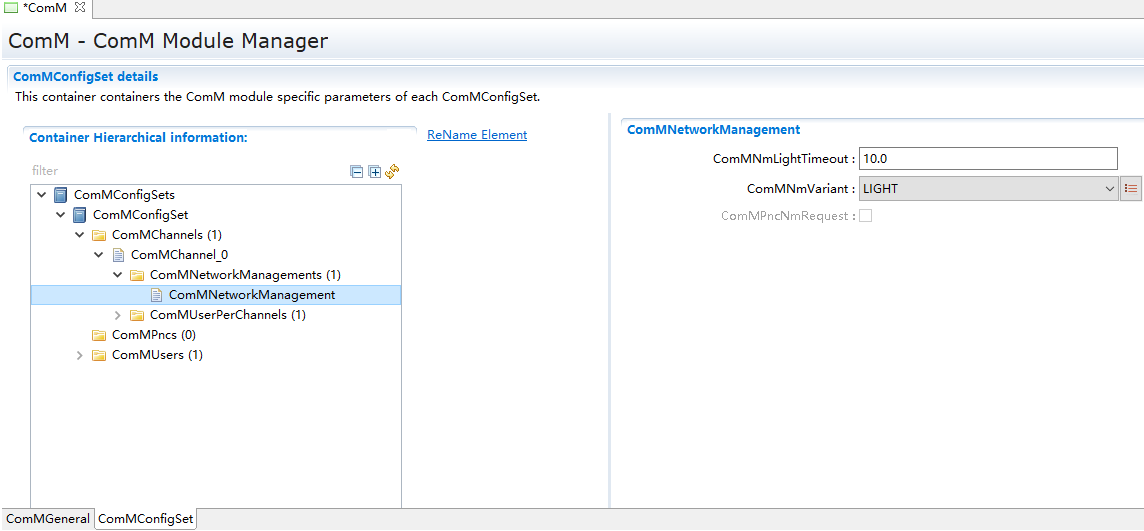 *ComM
ComM - ComM Module Manager
ComMConfigSet details
This container containers the ComM module specific parameters of each ComMConfigSet.
Container Hierarchical information:
ReName Element
filter
ComMConfigSets
ComMConfigSet
ComMChannels (1)
ComMChannel_0
ComMNetworkManagements (1)
ComMNetworkManagement
ComMUserPerChannels (1)
ComMPncs (0)
ComMUsers (1)
ComMNetworkManagement
ComMNmLightTimeout : 10.0
ComMNmVariant : LIGHT
ComMPncNmRequest :
ComMGeneral ComMConfigSet